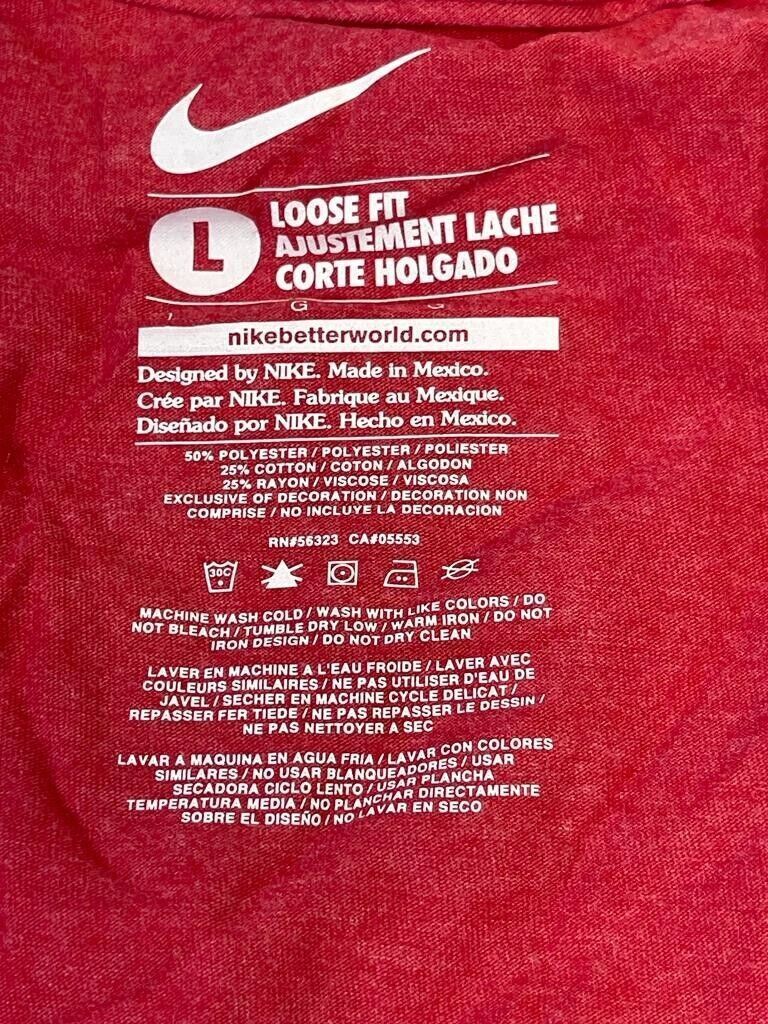 L
LOOSE FIT
AJUSTEMENT LACHE
CORTE HOLGADO
G G
nikebetterworld.com
Designed by NIKE. Made in Mexico.
Crée par NIKE. Fabrique au Mexique.
Diseñado por NIKE. Hecho en Mexico.
50% POLYESTER / POLYESTER / POLIESTER
25% COTTON / COTON / ALGODON
25% RAYON / VISCOSE / VISCOSA
EXCLUSIVE OF DECORATION / DECORATION NON
COMPRISE / NO INCLUYE LA DECORACION
RN#56323 CA#05553
30C
MACHINE WASH COLD / WASH WITH LIKE COLORS / DO
NOT BLEACH / TUMBLE DRY LOW / WARM IRON / DO NOT
IRON DESIGN / DO NOT DRY CLEAN
LAVER EN MACHINE A L'EAU FROIDE / LAVER AVEC
COULEURS SIMILAIRES / NE PAS UTILISER D'EAU DE
JAVEL / SECHER EN MACHINE CYCLE DELICAT /
REPASSER FER TIEDE / NE PAS REPASSER LE DESSIN /
NE PAS NETTOYER A SEC
LAVAR A MAQUINA EN AGUA FRIA / LAVAR CON COLORES
SIMILARES / NO USAR BLANQUEADORES / USAR
SECADORA CICLO LENTO / USAR PLANCHA
TEMPERATURA MEDIA / NO PLANCHAR DIRECTAMENTE
SOBRE EL DISEÑO / NO LAVAR EN SECO